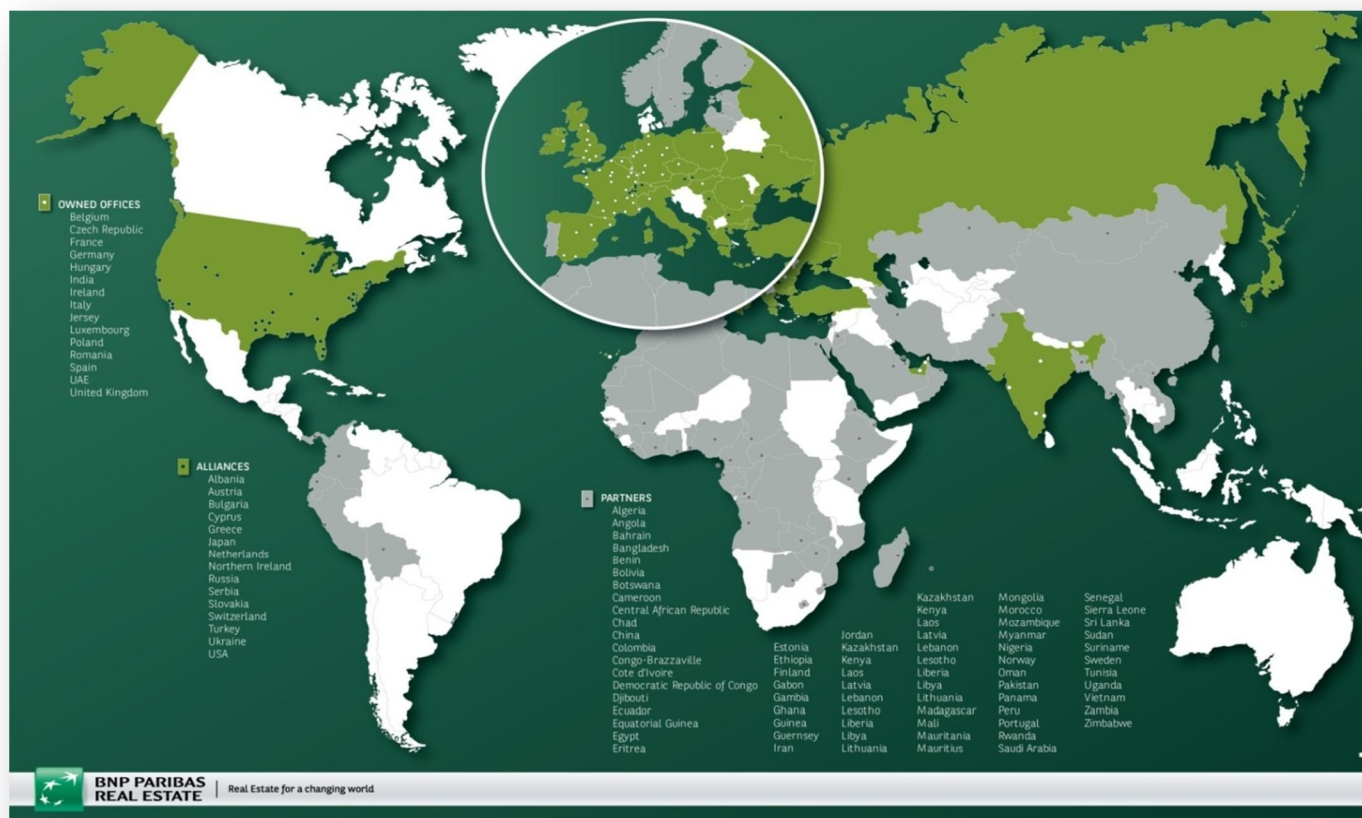 OWNED OFFICES
Belgium
Czech Republic
France
Germany
Hungary
India
Ireland
Italy
Jersey
Luxembourg
Poland
Romania
Spain
UAE
United Kingdom
ALLIANCES
Albania
Austria
Bulgaria
Cyprus
Greece
Japan
Netherlands
Northern Ireland
Russia
Serbia
Slovakia
Switzerland
Turkey
Ukraine
USA
PARTNERS
Algeria
Angola
Bahrain
Bangladesh
Benin
Bolivia
Botswana
Cameroon
Central African Republic
Chad
China
Colombia
Congo-Brazzaville
Cote d'Ivoire
Democratic Republic of Congo
Djibouti
Ecuador
Equatorial Guinea
Egypt
Eritrea
Estonia
Ethiopia
Finland
Gabon
Gambia
Ghana
Guinea
Guernsey
Iran
Jordan
Kazakhstan
Kenya
Laos
Latvia
Lebanon
Lesotho
Liberia
Libya
Lithuania
Kazakhstan
Kenya
Laos
Latvia
Lebanon
Lesotho
Liberia
Libya
Lithuania
Madagascar
Mali
Mauritania
Mauritius
Mongolia
Morocco
Mozambique
Myanmar
Nigeria
Norway
Oman
Pakistan
Panama
Peru
Portugal
Rwanda
Saudi Arabia
Senegal
Sierra Leone
Sri Lanka
Sudan
Suriname
Sweden
Tunisia
Uganda
Vietnam
Zambia
Zimbabwe
BNP PARIBAS
REAL ESTATE
Real Estate for a changing world